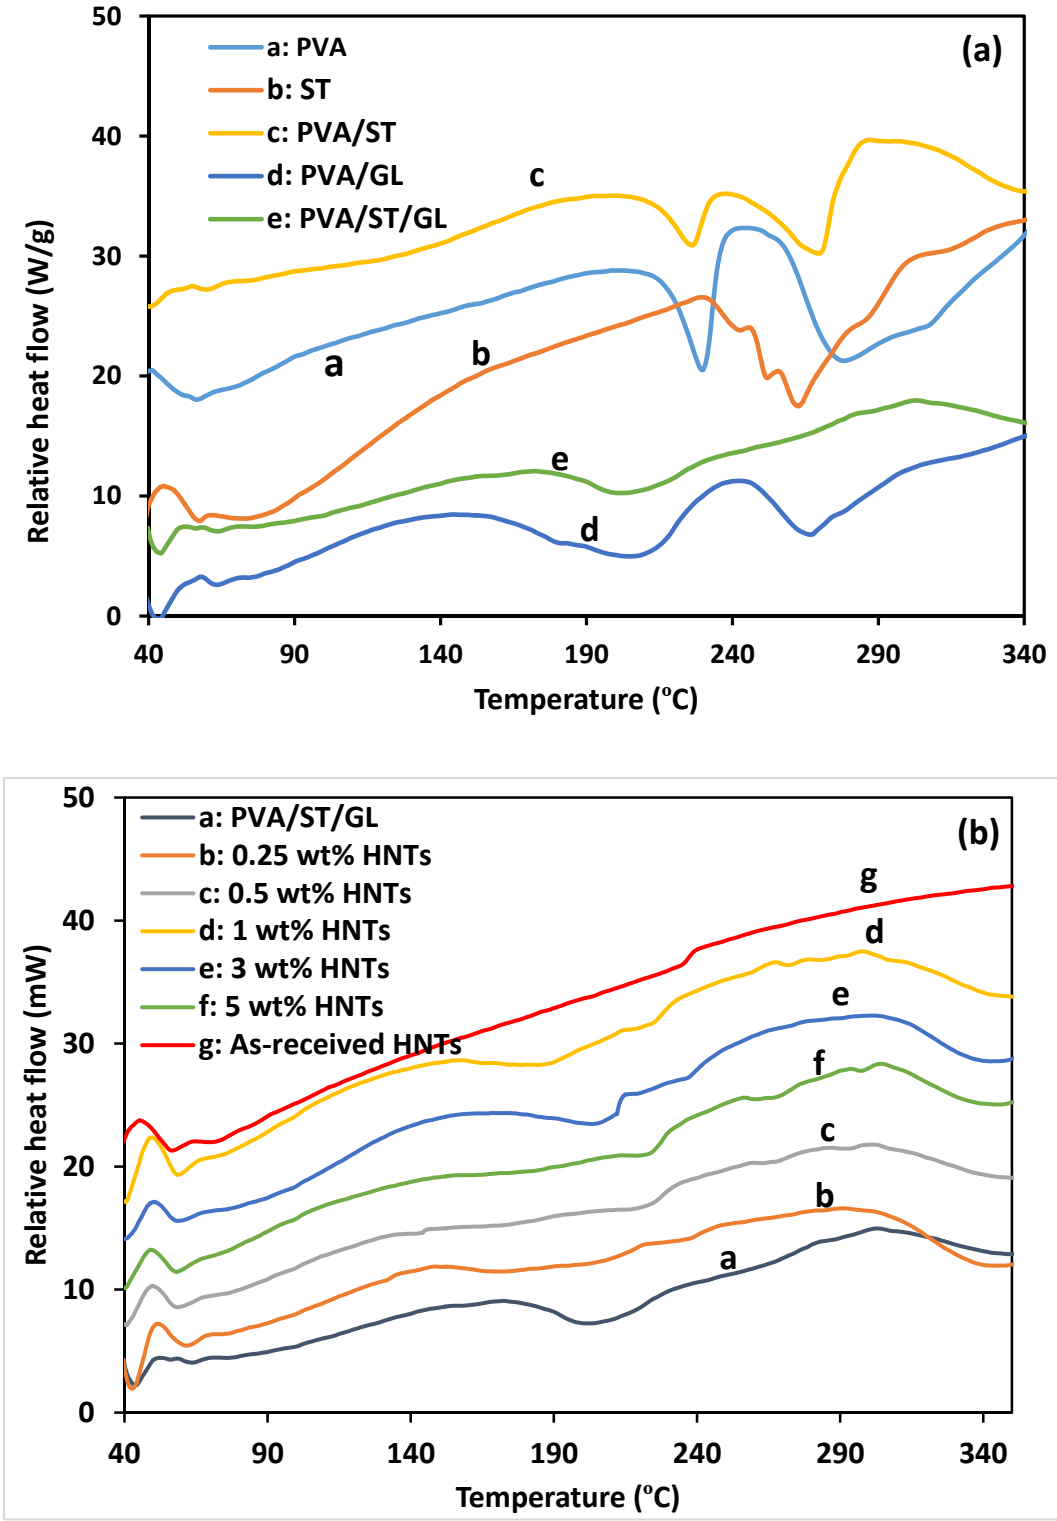 50
(a)
a: PVA
b: ST
40
c: PVA/ST
c
d: PVA/GL
e: PVA/ST/GL
30
Relative heat flow (W/g)
a
b
20
e
10
d
0
40 90 140 190 240 290 340
Temperature (ºC)
50
(b)
a: PVA/ST/GL
b: 0.25 wt% HNTs
c: 0.5 wt% HNTs
g
40
d: 1 wt% HNTs
d
e: 3 wt% HNTs
e
f: 5 wt% HNTs
30
g: As-received HNTs
f
Relative heat flow (mW)
c
20
b
a
10
0
40 90 140 190 240 290 340
Temperature (ºC)